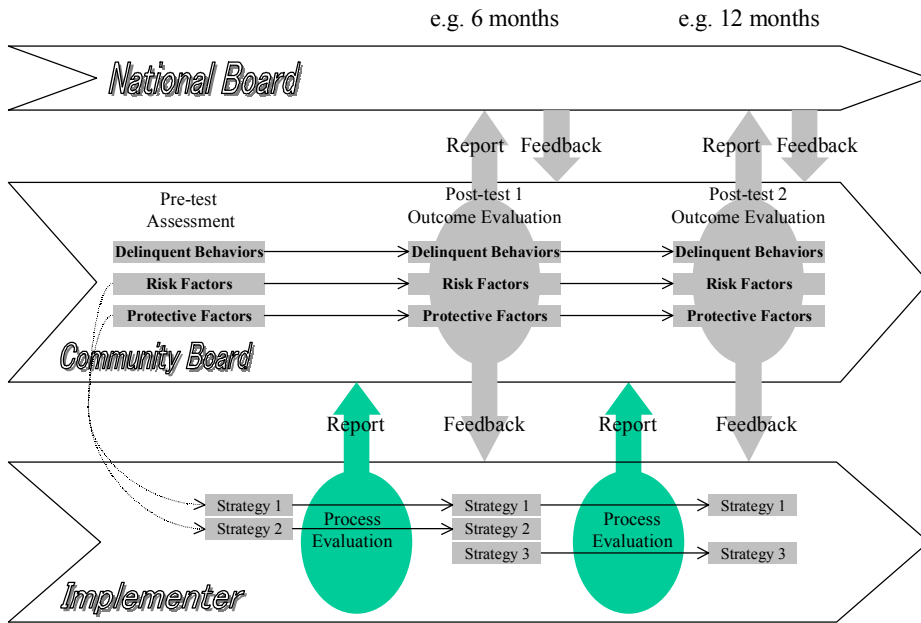 e.g. 6 months
e.g. 12 months
National Board
Report
Feedback
Report
Feedback
Pre-test
Assessment
Post-test 1
Outcome Evaluation
Post-test 2
Outcome Evaluation
Delinquent Behaviors
Delinquent Behaviors
Delinquent Behaviors
Risk Factors
Risk Factors
Risk Factors
Protective Factors
Protective Factors
Protective Factors
Community Board
Report
Feedback
Report
Feedback
Strategy 1
Strategy 1
Strategy 1
Strategy 2
Process
Evaluation
Strategy 2
Process
Evaluation
Strategy 3
Strategy 3
Implementer